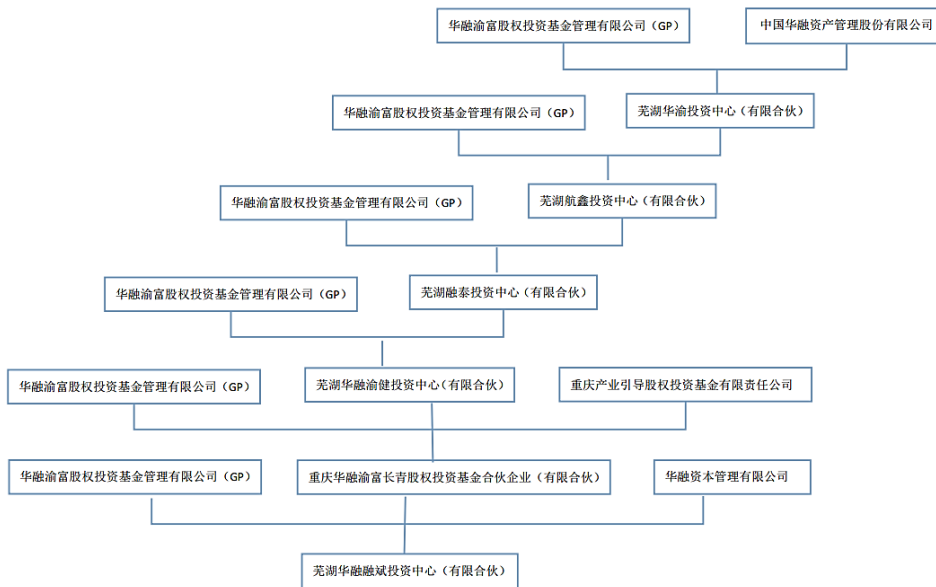 华融渝富股权投资基金管理有限公司（GP）
中国华融资产管理股份有限公司
华融渝富股权投资基金管理有限公司（GP）
芜湖华渝投资中心（有限合伙）
华融渝富股权投资基金管理有限公司（GP）
芜湖航鑫投资中心（有限合伙）
华融渝富股权投资基金管理有限公司（GP）
芜湖融泰投资中心（有限合伙）
华融渝富股权投资基金管理有限公司（GP）
芜湖华融渝健投资中心（有限合伙）
重庆产业引导股权投资基金有限责任公司
华融渝富股权投资基金管理有限公司（GP）
重庆华融渝富长青股权投资基金合伙企业（有限合伙）
华融资本管理有限公司
芜湖华融融斌投资中心（有限合伙）